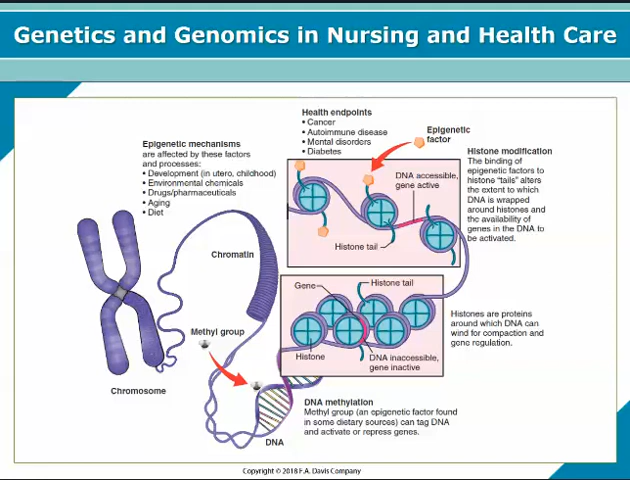 Genetics and Genomics in Nursing and Health Care
Health endpoints
• Cancer
• Autoimmune disease
• Mental disorders
• Diabetes
Epigenetic
factor
Epigenetic mechanisms
are affected by these factors
and processes:
• Development (in utero, childhood)
• Environmental chemicals
• Drugs/pharmaceuticals
• Aging
• Diet
Histone modification
The binding of
epigenetic factors to
histone "tails" alters
the extent to which
DNA is wrapped
around histones and
the availability of
genes in the DNA to
be activated.
DNA accessible,
gene active
Histone tail
Chromatin
Gene
Histone tail
Histones are proteins
around which DNA can
wind for compaction and
gene regulation.
Methyl group
Histone
DNA inaccessible,
gene inactive
Chromosome
DNA methylation
Methyl group (an epigenetic factor found
in some dietary sources) can tag DNA
and activate or repress genes.
DNA
Copyright © 2018 F.A. Davis Company